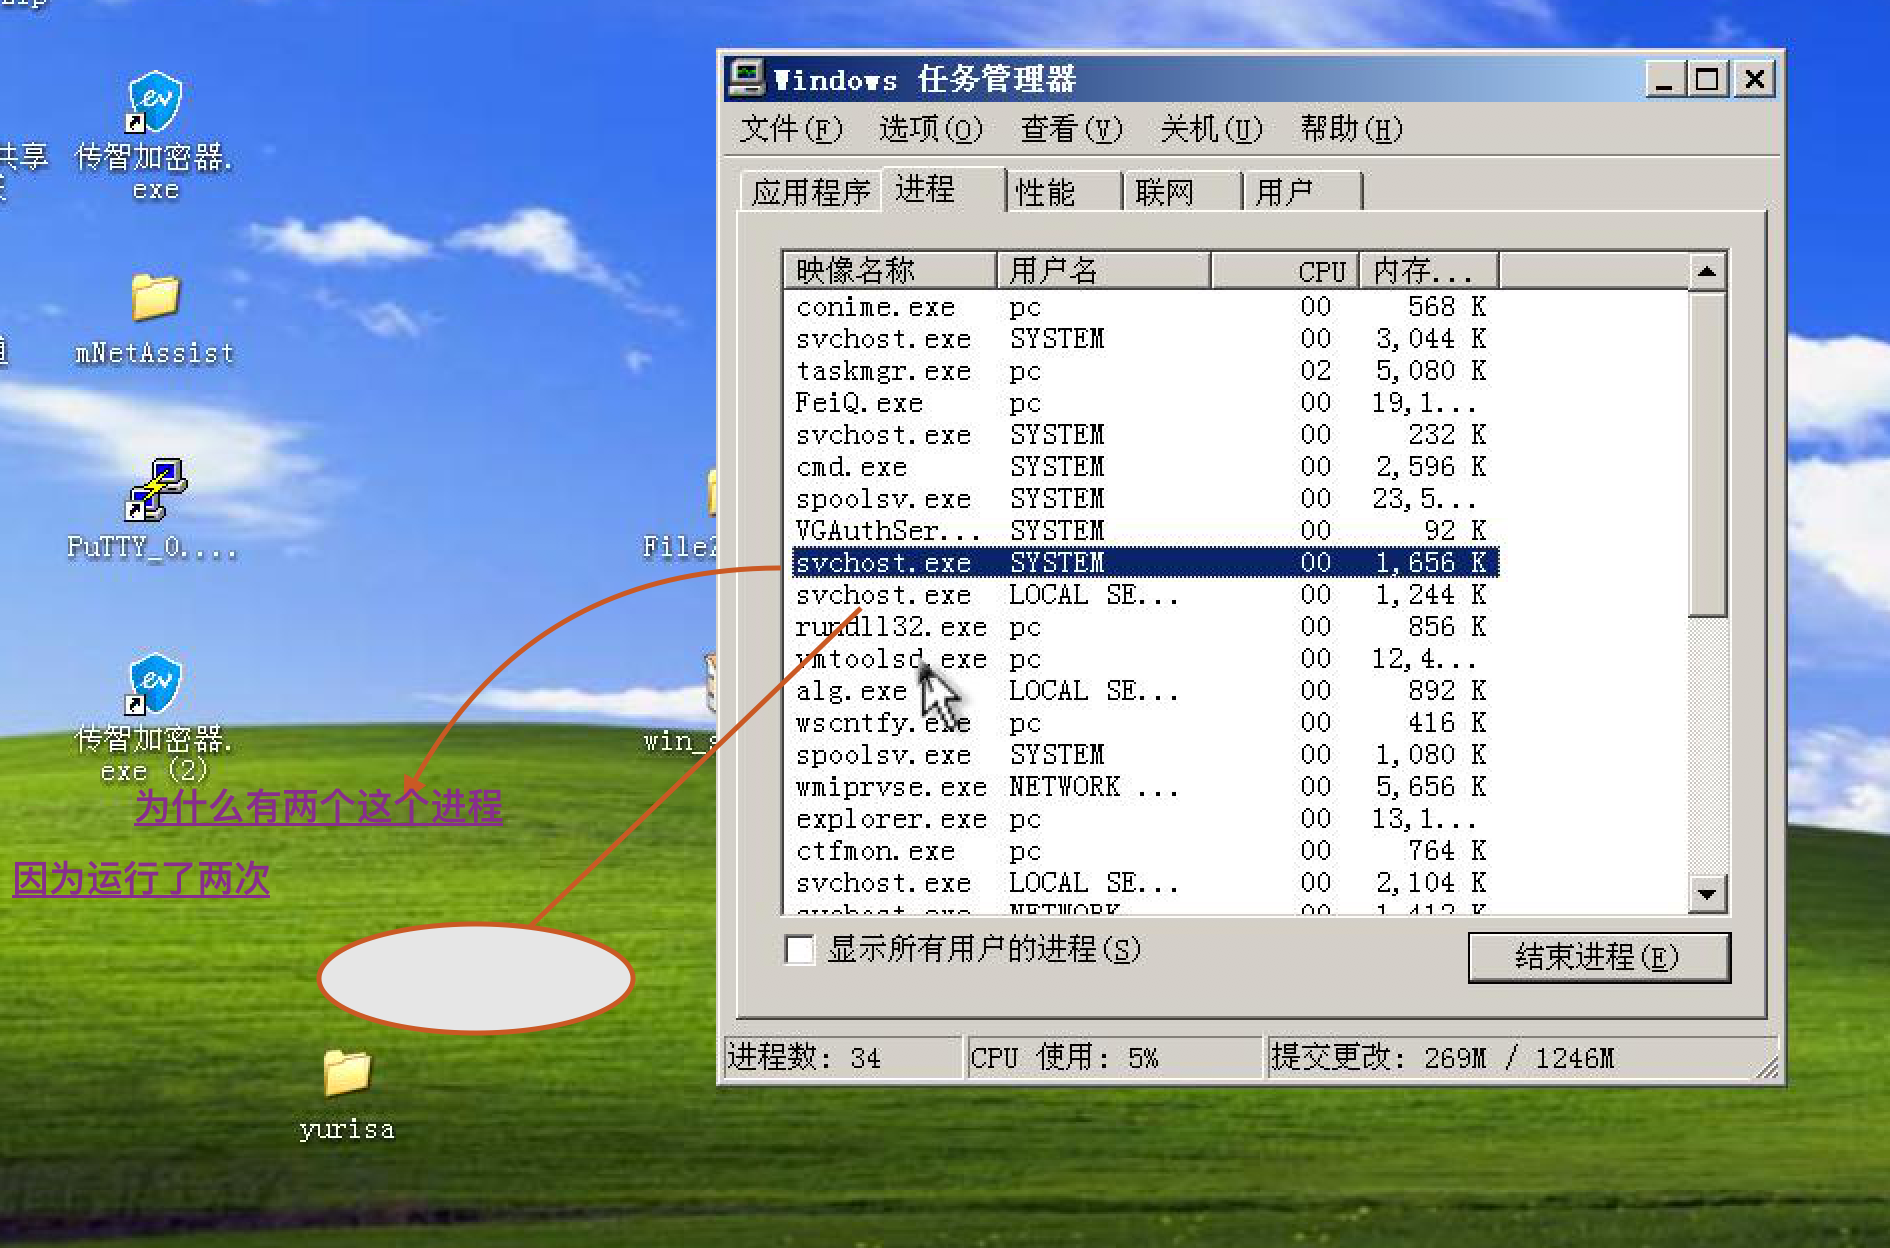 共享
传智加密器.
exe
mNetAssist
PuTTY_0....
传智加密器.
exe (2)
win_
yurisa
为什么有两个这个进程
因为运行了两次
Windows 任务管理器
文件(F) 选项(O) 查看(V) 关机(U) 帮助(H)
应用程序 进程 性能 联网 用户
映像名称 用户名 CPU 内存...
conime.exe pc 00 568 K
svchost.exe SYSTEM 00 3,044 K
taskmgr.exe pc 02 5,080 K
FeiQ.exe pc 00 19,1...
svchost.exe SYSTEM 00 232 K
cmd.exe SYSTEM 00 2,596 K
spoolsv.exe SYSTEM 00 23,5...
VGAuthSer... SYSTEM 00 92 K
svchost.exe SYSTEM 00 1,656 K
svchost.exe LOCAL SE... 00 1,244 K
rundll32.exe pc 00 856 K
vmtoolsd.exe pc 00 12,4...
alg.exe LOCAL SE... 00 892 K
wscntfy.exe pc 00 416 K
spoolsv.exe SYSTEM 00 1,080 K
wmiprvse.exe NETWORK ... 00 5,656 K
explorer.exe pc 00 13,1...
ctfmon.exe pc 00 764 K
svchost.exe LOCAL SE... 00 2,104 K
显示所有用户的进程(S)
结束进程(E)
进程数: 34 CPU 使用: 5% 提交更改: 269M / 1246M